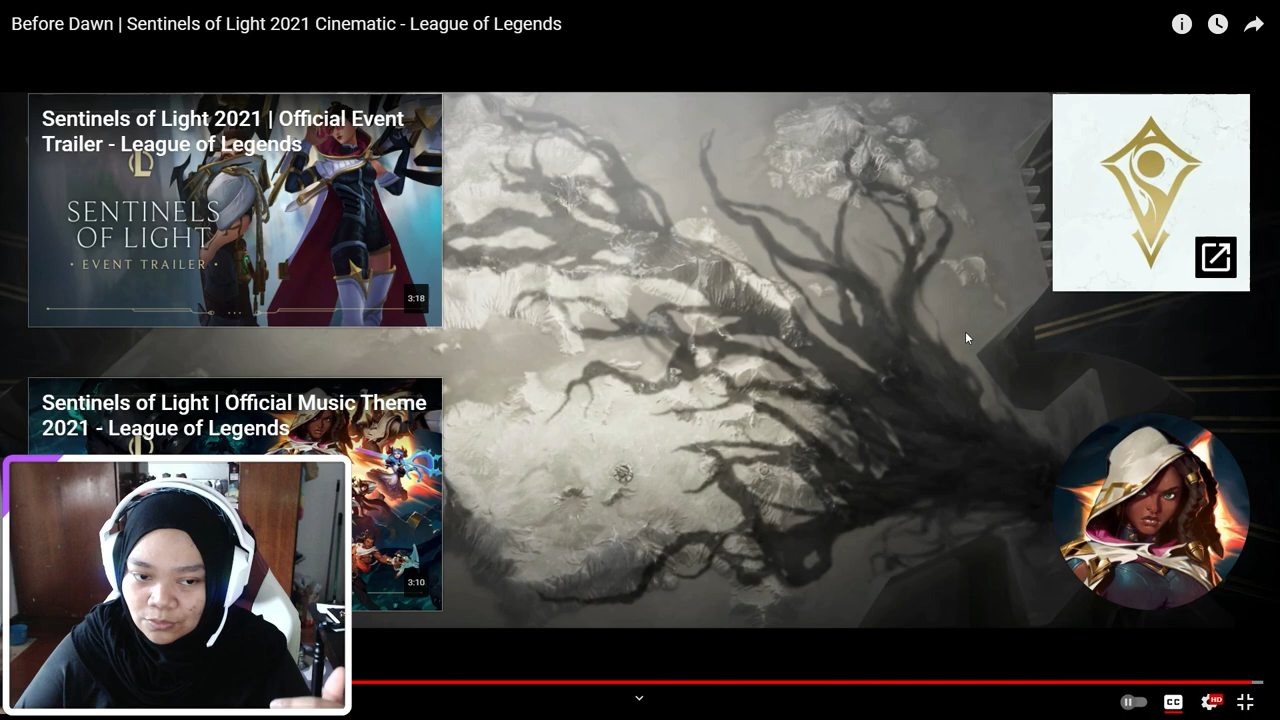 Before Dawn | Sentinels of Light 2021 Cinematic - League of Legends
Sentinels of Light 2021 | Official Event
Trailer - League of Legends
SENTINELS
OF LIGHT
• EVENT TRAILER •
3:18
Sentinels of Light | Official Music Theme
2021 - League of Legends
3:10
CC
HD